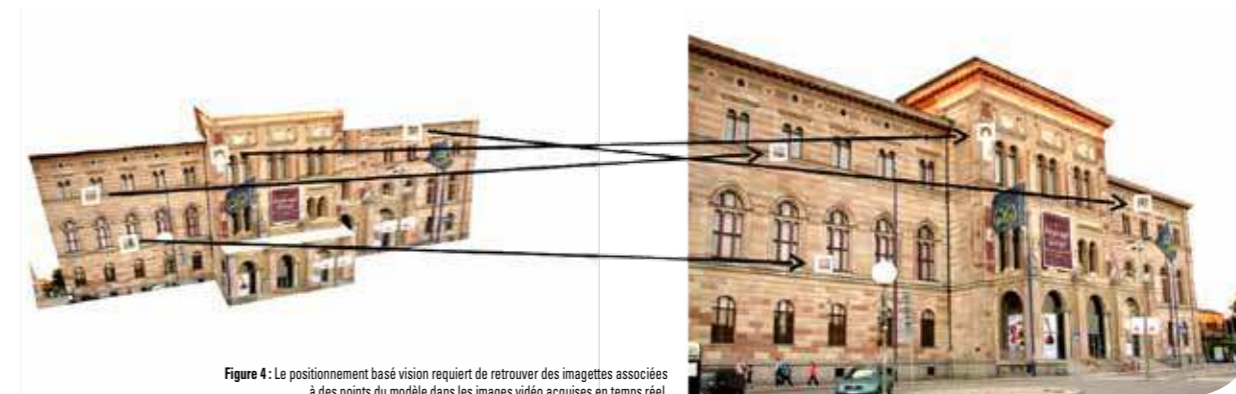 Figure 4 : Le positionnement basé vision requiert de retrouver des imagettes associées
à des points du modèle dans les images vidéo acquises en temps réel.